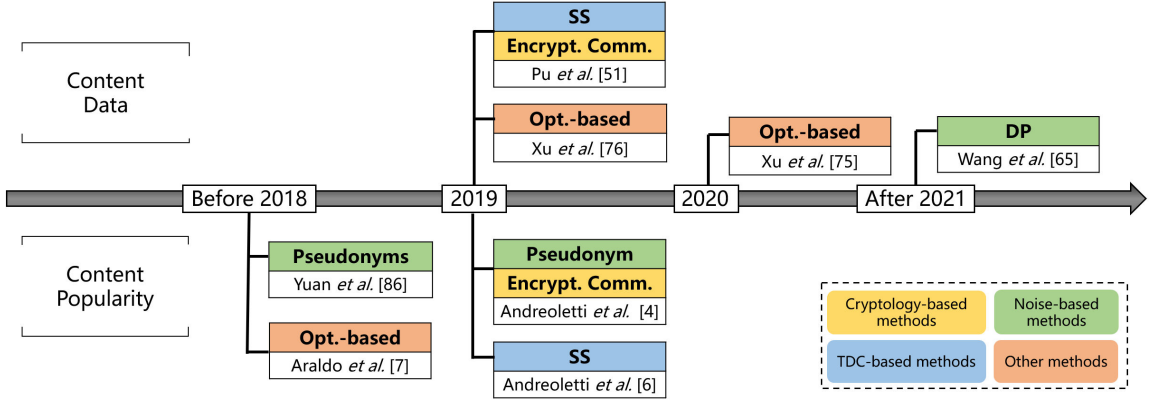 Content
Data
SS
Encrypt. Comm.
Pu et al. [51]
Opt.-based
Xu et al. [76]
Opt.-based
Xu et al. [75]
DP
Wang et al. [65]
Before 2018
2019
2020
After 2021
Content
Popularity
Pseudonyms
Yuan et al. [86]
Opt.-based
Araldo et al. [7]
Pseudonym
Encrypt. Comm.
Andreoletti et al. [4]
SS
Andreoletti et al. [6]
Cryptology-based
methods
Noise-based
methods
TDC-based methods
Other methods